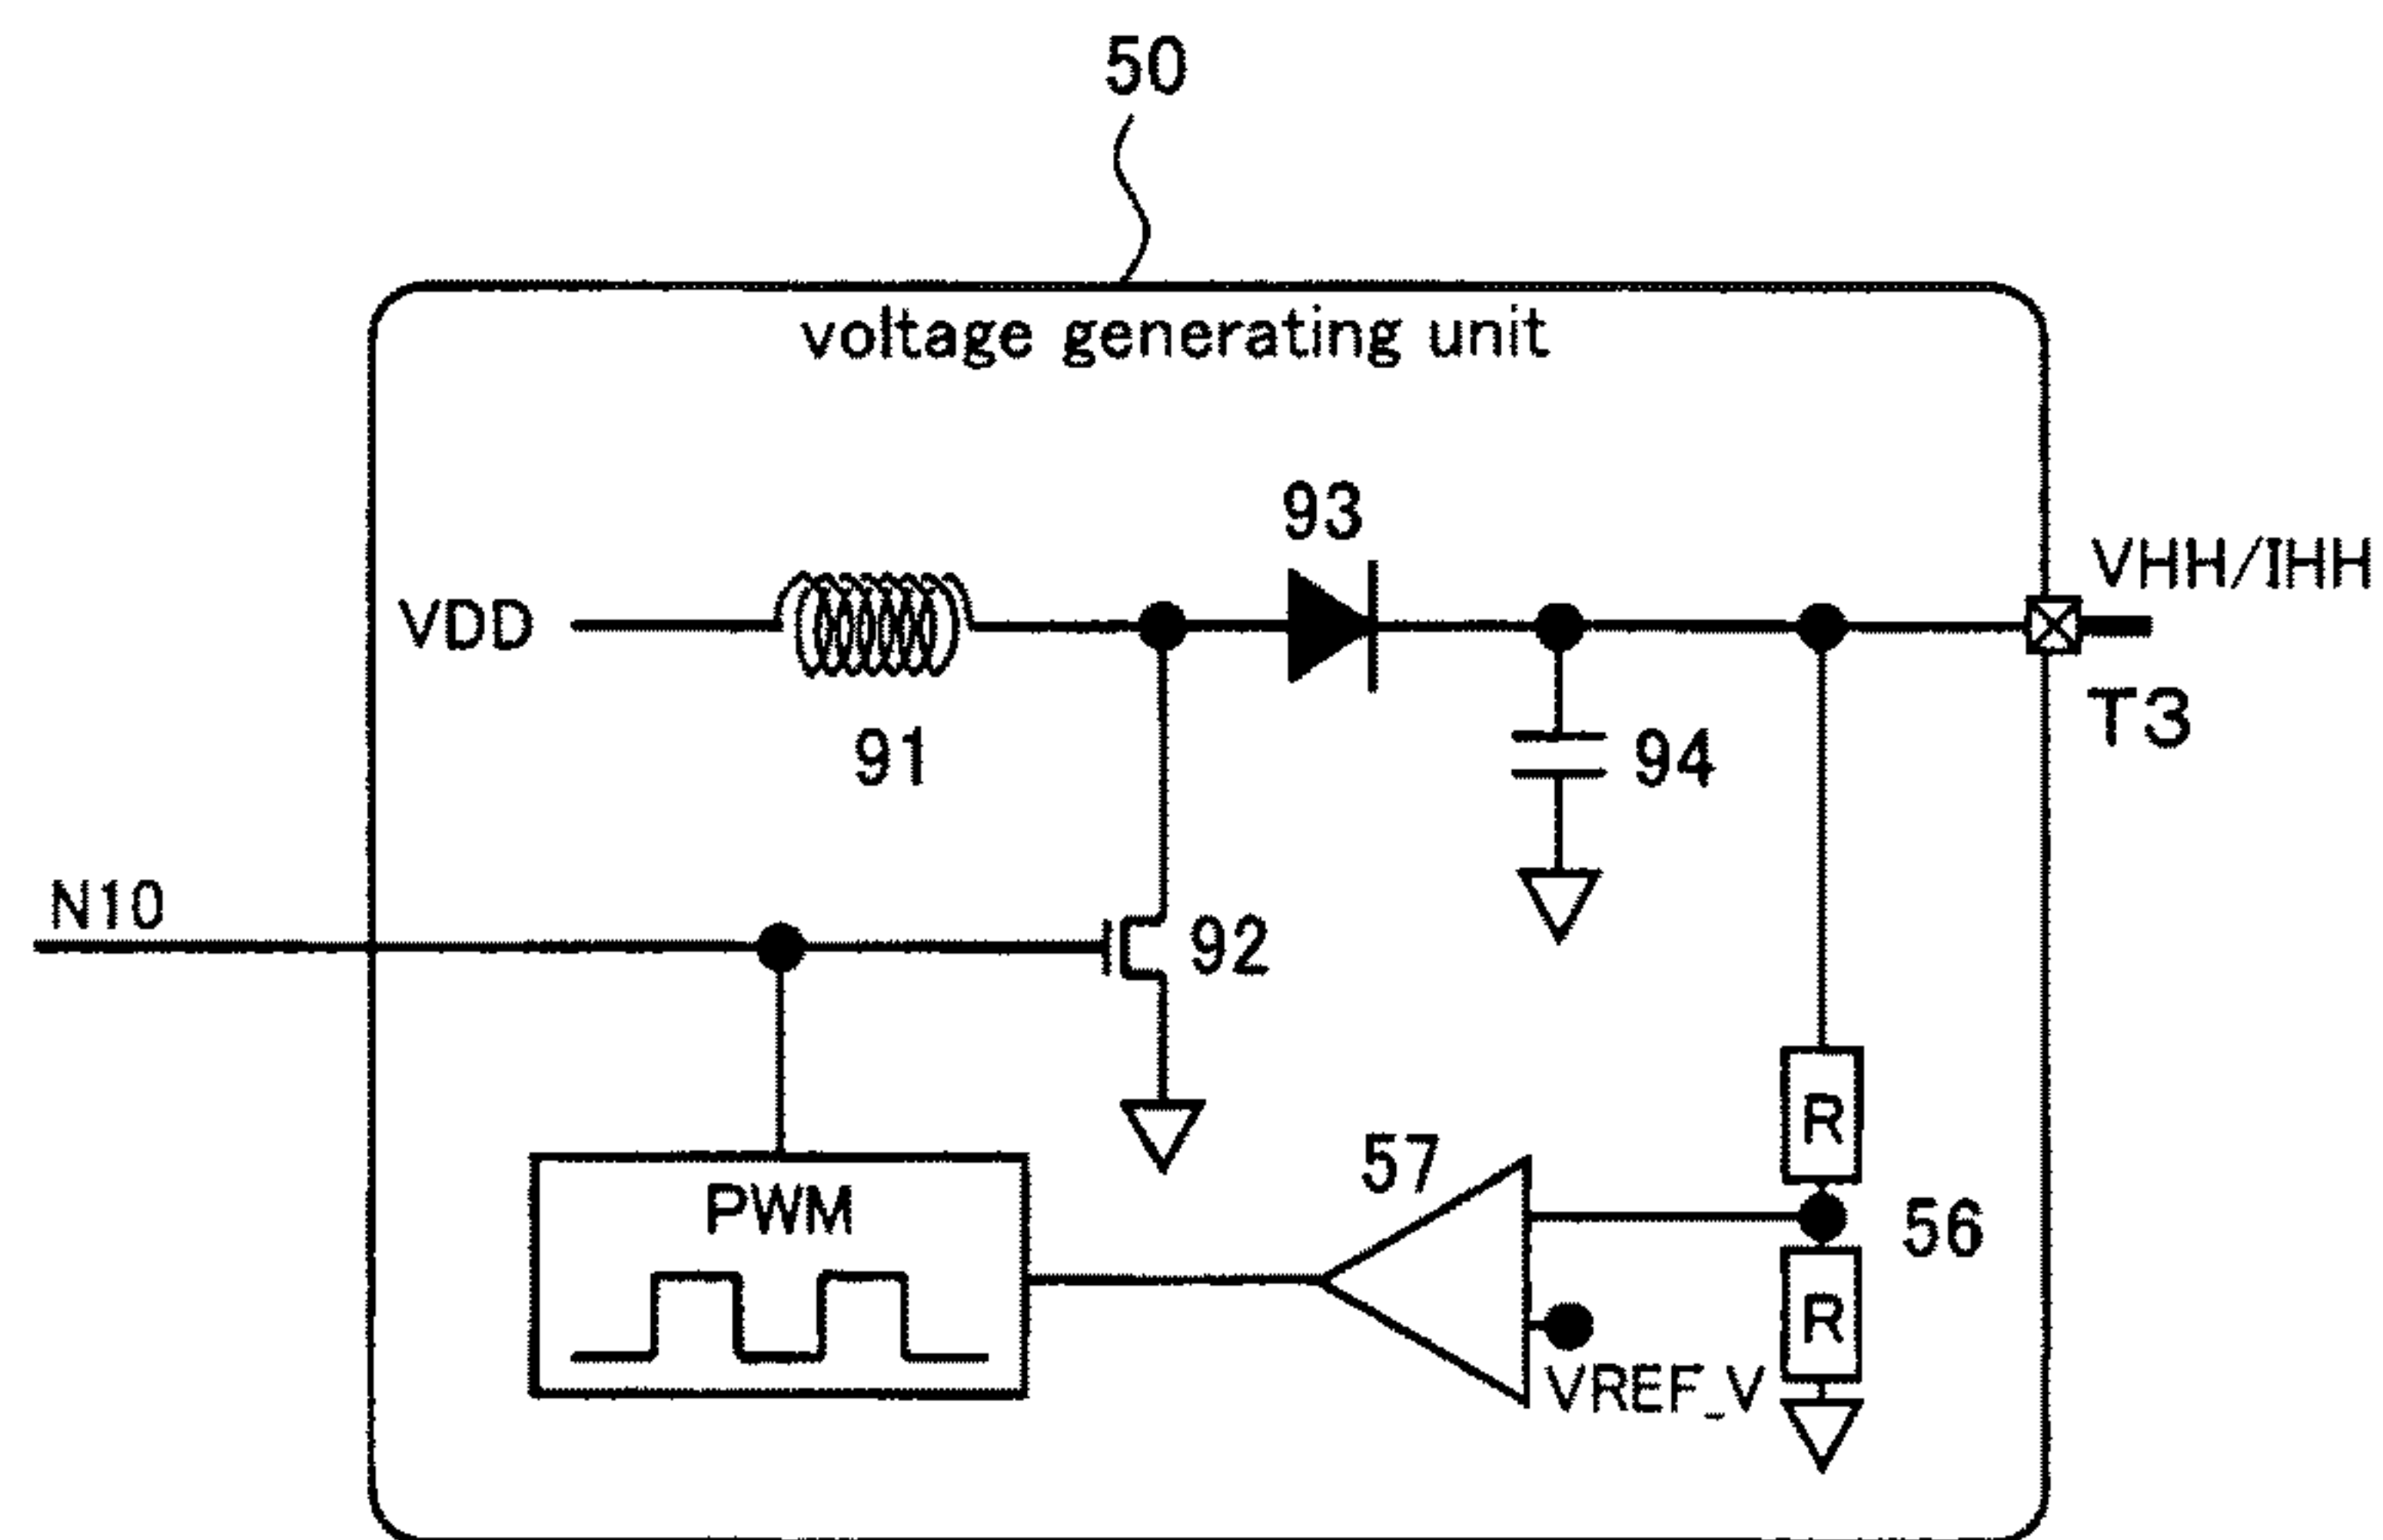 50
voltage generating unit
93
VHH/IHH
VDD
T3
91
94
N10
92
R
57
PWM
56
R
VREF_V